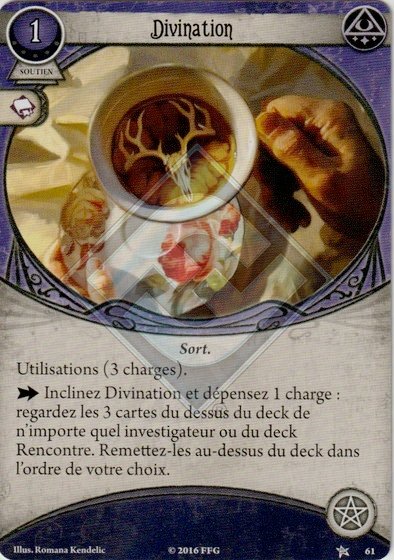 Divination
1
SOUTIEN
Sort.
Utilisations (3 charges).
Inclinez Divination et dépensez 1 charge :
regardez les 3 cartes du dessus du deck de
n'importe quel investigateur ou du deck
Rencontre. Remettez-les au-dessus du deck dans
l'ordre de votre choix.
Illus. Romana Kendelic
© 2016 FFG
61